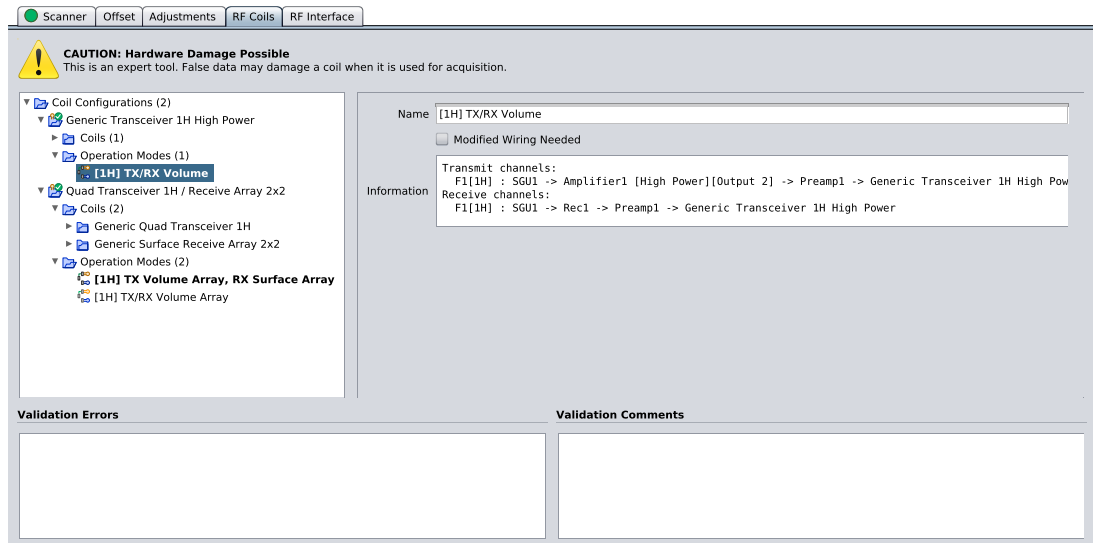 Scanner Offset Adjustments RF Coils RF Interface
CAUTION: Hardware Damage Possible
This is an expert tool. False data may damage a coil when it is used for acquisition.
Coil Configurations (2)
Generic Transceiver 1H High Power
Coils (1)
Operation Modes (1)
[1H] TX/RX Volume
Quad Transceiver 1H / Receive Array 2x2
Coils (2)
Generic Quad Transceiver 1H
Generic Surface Receive Array 2x2
Operation Modes (2)
[1H] TX Volume Array, RX Surface Array
[1H] TX/RX Volume Array
Name [1H] TX/RX Volume
Modified Wiring Needed
Information
Transmit channels:
F1[1H] : SGU1 -> Amplifier1 [High Power][Output 2] -> Preamp1 -> Generic Transceiver 1H High Pow
Receive channels:
F1[1H] : SGU1 -> Rec1 -> Preamp1 -> Generic Transceiver 1H High Power
Validation Errors
Validation Comments